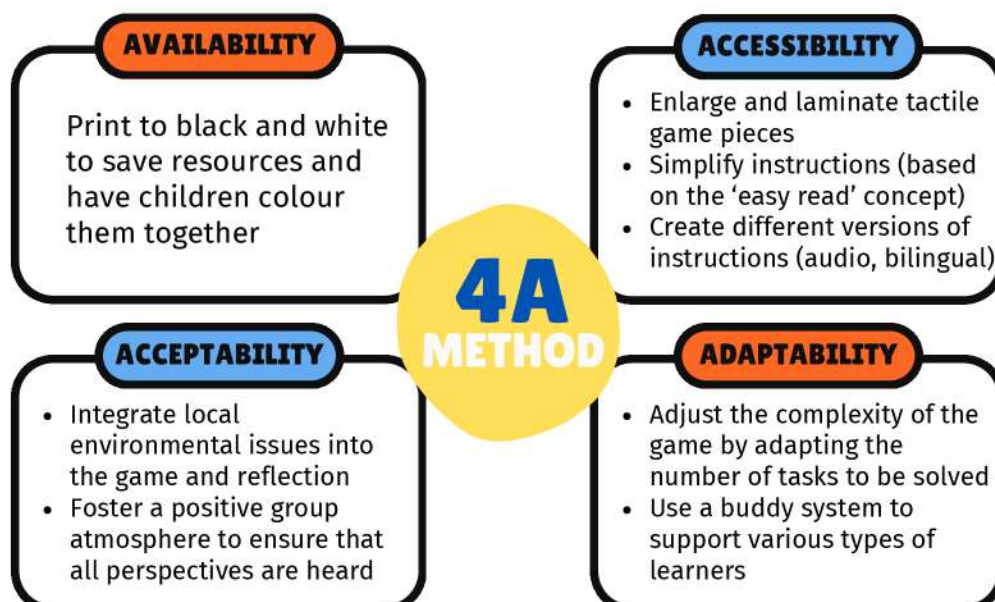 AVAILABILITY
Print to black and white
to save resources and
have children colour
them together
ACCESSIBILITY
• Enlarge and laminate tactile
game pieces
• Simplify instructions (based
on the ‘easy read’ concept)
• Create different versions of
instructions (audio, bilingual)
4A
METHOD
ACCEPTABILITY
• Integrate local
environmental issues into
the game and reflection
• Foster a positive group
atmosphere to ensure that
all perspectives are heard
ADAPTABILITY
• Adjust the complexity of the
game by adapting the
number of tasks to be solved
• Use a buddy system to
support various types of
learners